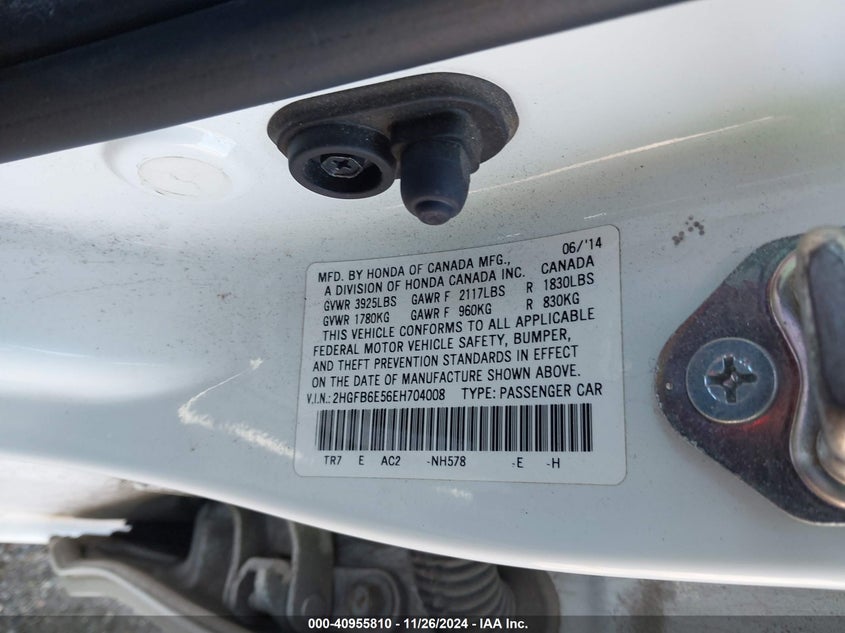 06/'14
MFD. BY HONDA OF CANADA MFG.,
A DIVISION OF HONDA CANADA INC. CANADA
GVWR 3925LBS GAWR F 2117LBS R 1830LBS
GVWR 1780KG GAWR F 960KG R 830KG
THIS VEHICLE CONFORMS TO ALL APPLICABLE
FEDERAL MOTOR VEHICLE SAFETY, BUMPER,
AND THEFT PREVENTION STANDARDS IN EFFECT
ON THE DATE OF MANUFACTURE SHOWN ABOVE.
V.I.N.: 2HGFB6E56EH704008 TYPE: PASSENGER CAR
TR7 E AC2 -NH578 -E -H
000-40955810 - 11/26/2024 - IAA Inc.